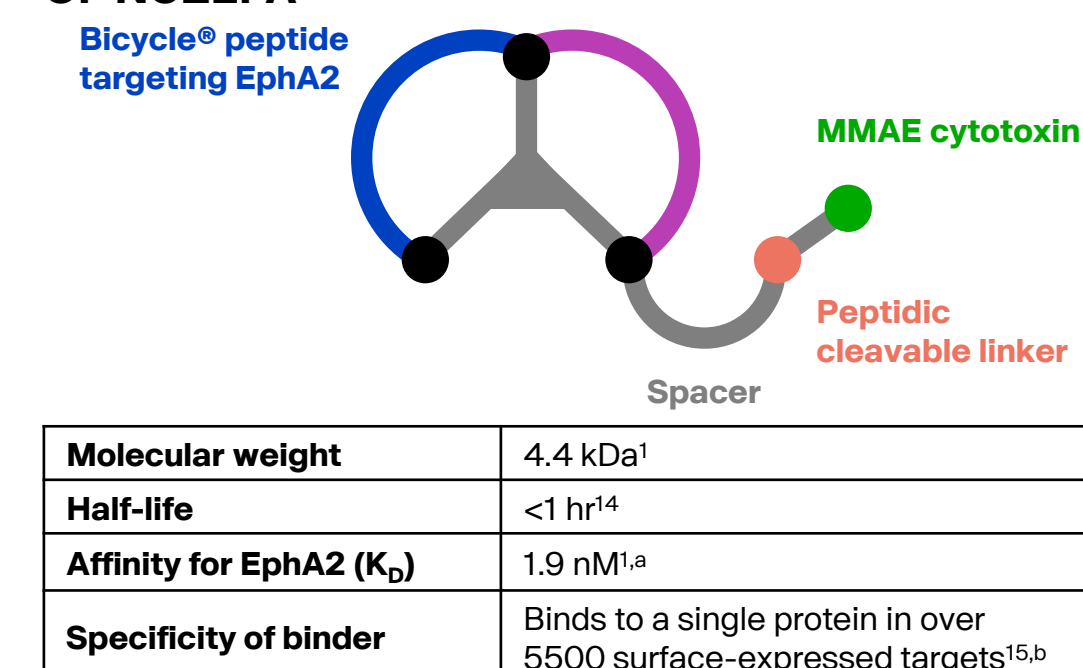 Bicycle® peptide
targeting EphA2
MMAE cytotoxin
Peptidic
cleavable linker
Spacer
Molecular weight
4.4 kDa1
Half-life
<1 hr14
Affinity for EphA2 (KD)
1.9 nM1,a
Specificity of binder
Binds to a single protein in over
5500 surface-expressed targets15,b